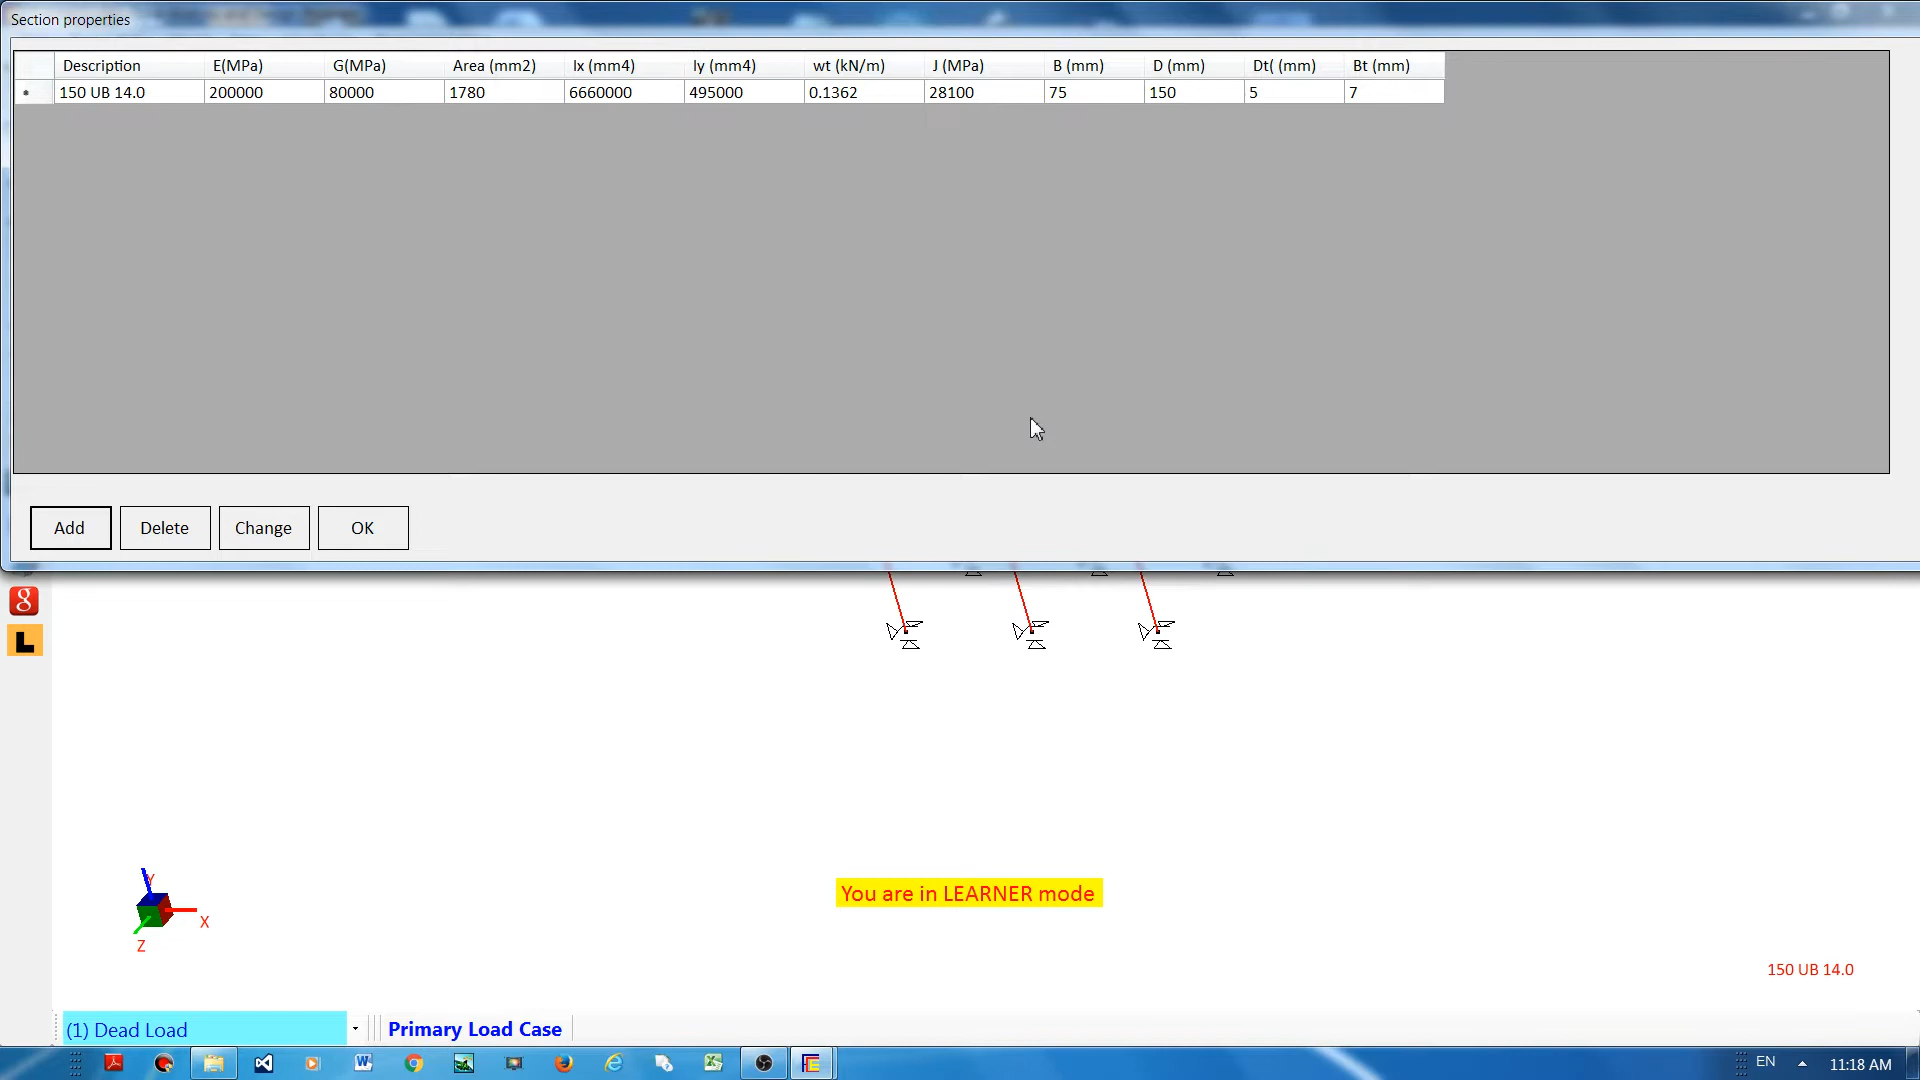 Section properties
Description E(MPa) G(MPa) Area (mm2) Ix (mm4) Iy (mm4) wt (kN/m) J (MPa) B (mm) D (mm) Dt( (mm) Bt (mm)
150 UB 14.0 200000 80000 1780 6660000 495000 0.1362 28100 75 150 5 7
Add Delete Change OK
8
L
You are in LEARNER mode
Y
X
Z
150 UB 14.0
(1) Dead Load Primary Load Case
EN 11:18 AM